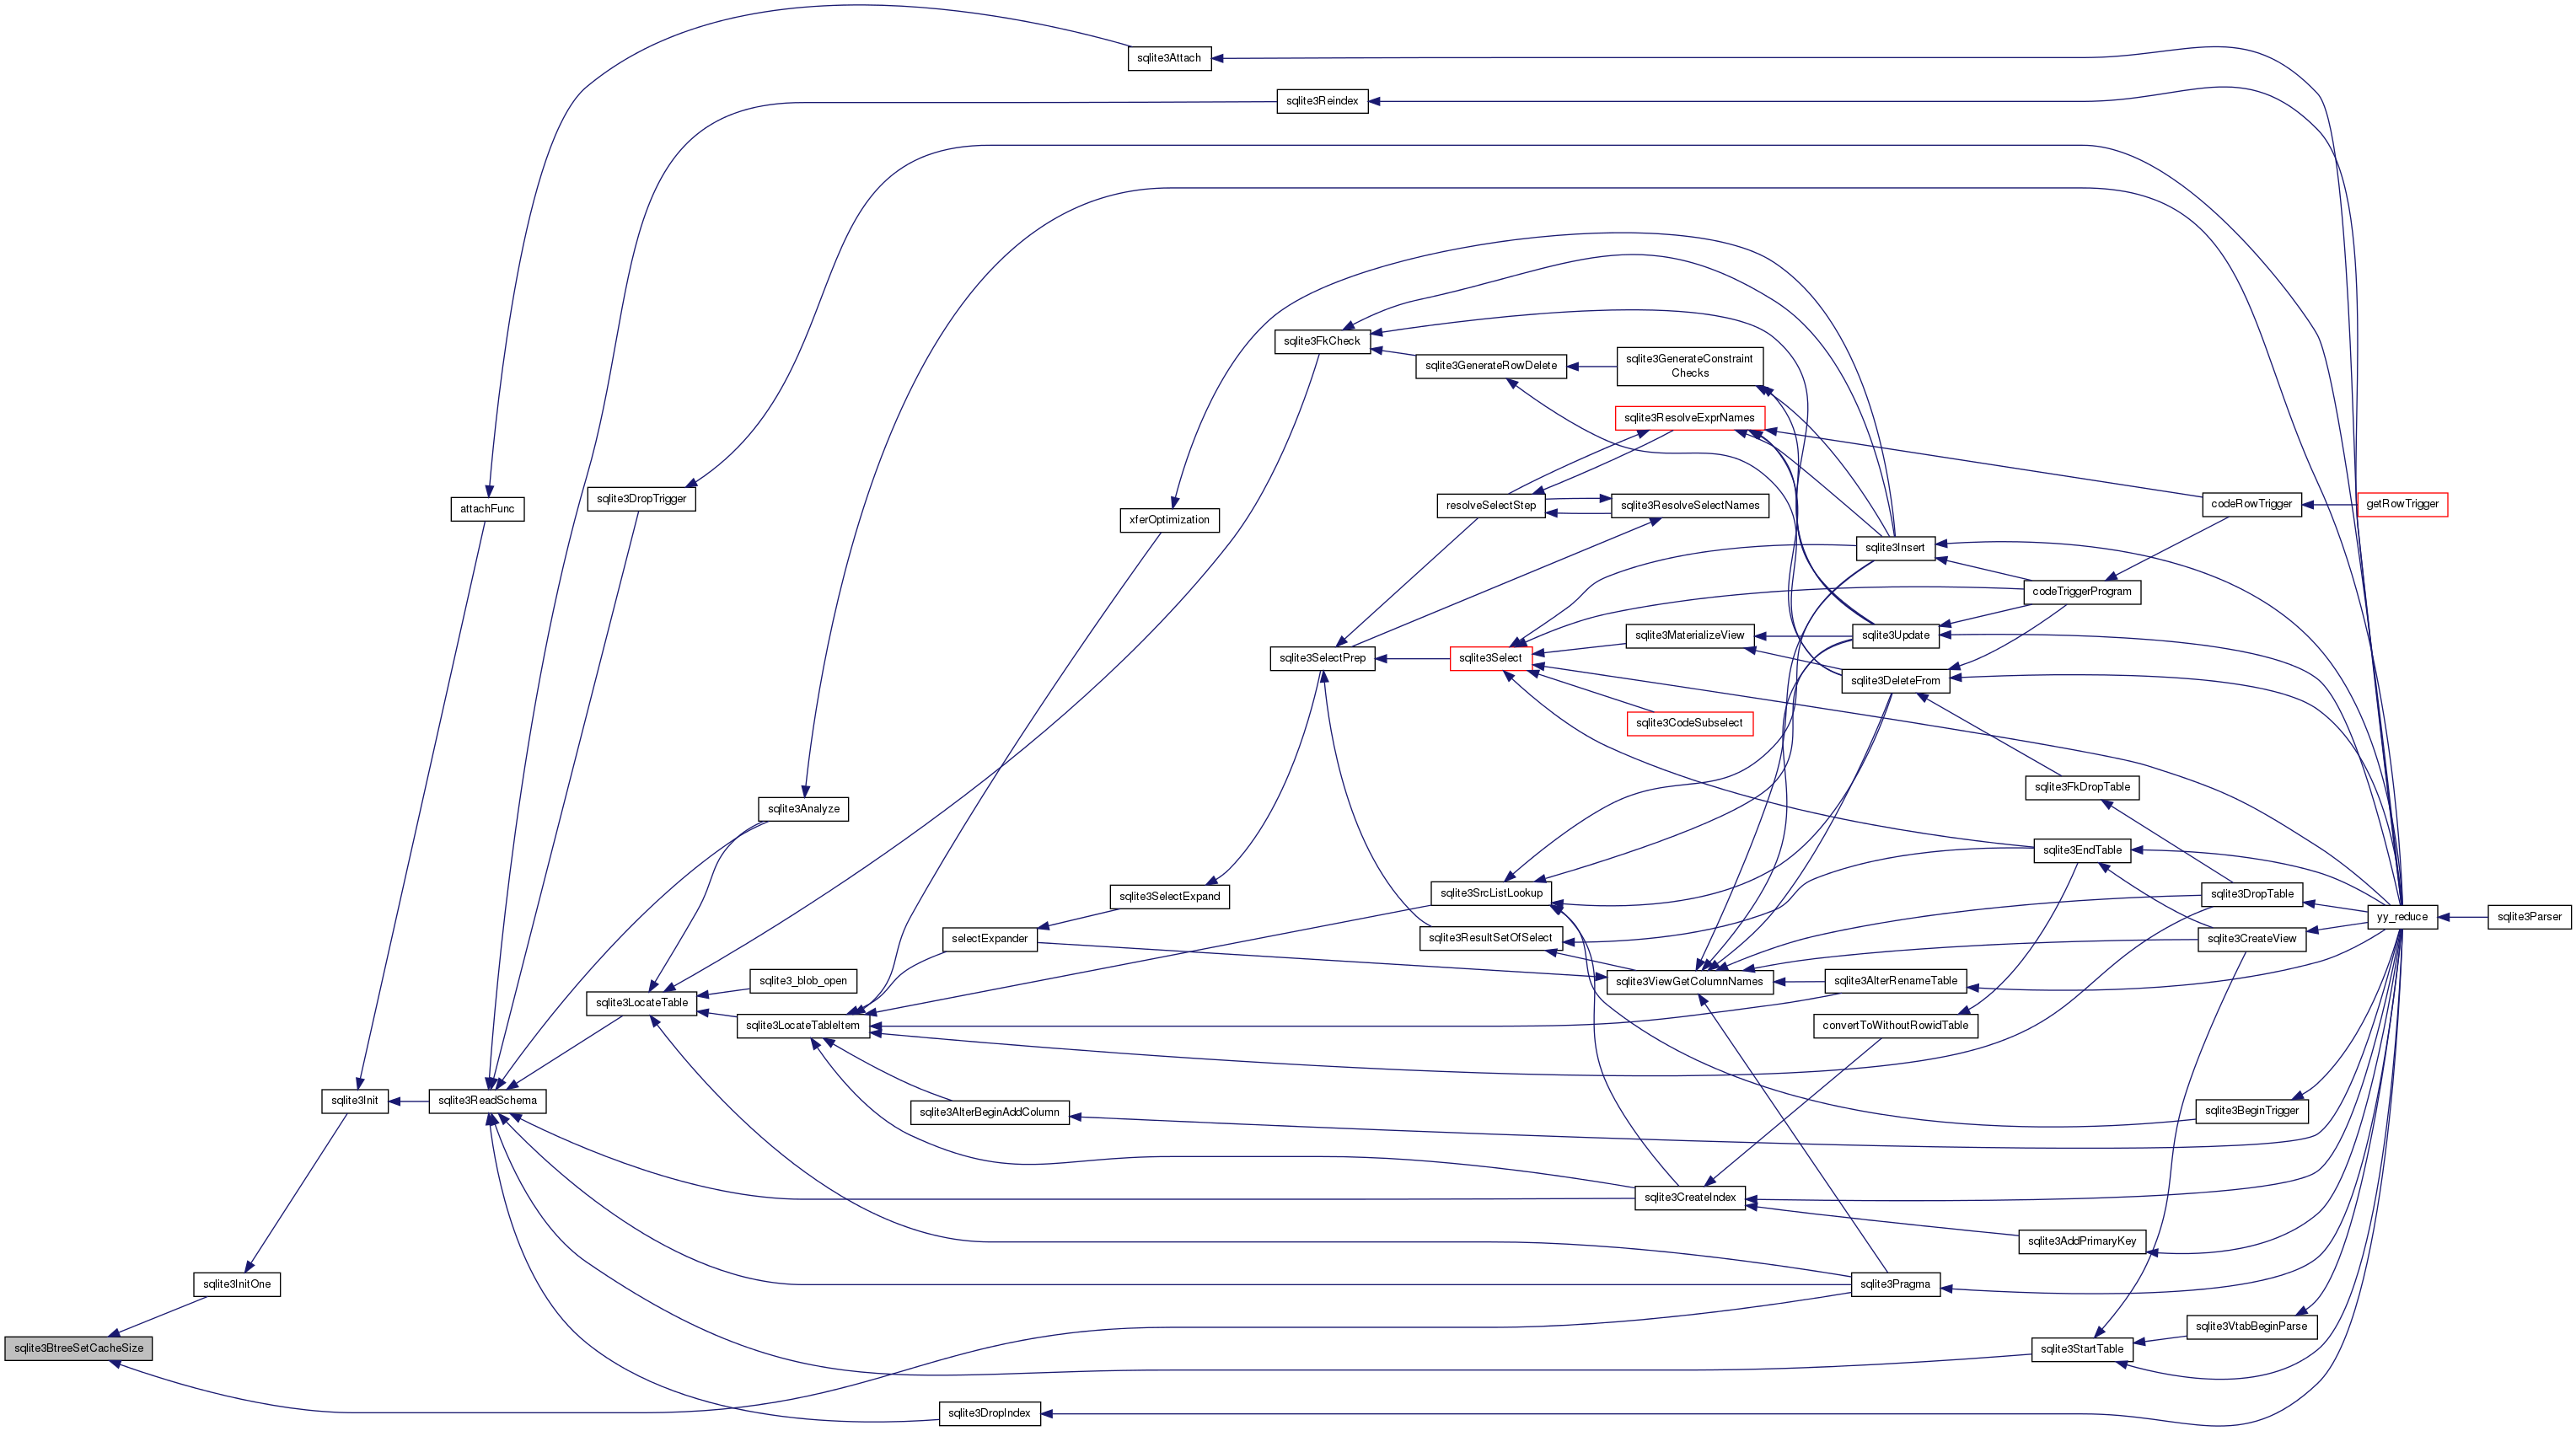 sqlite3Attach
sqlite3Reindex
sqlite3FkCheck
sqlite3GenerateRowDelete
sqlite3GenerateConstraint
Checks
sqlite3ResolveExprNames
sqlite3DropTrigger
attachFunc
xferOptimization
resolveSelectStep
sqlite3ResolveSelectNames
codeRowTrigger
getRowTrigger
sqlite3Insert
codeTriggerProgram
sqlite3MaterializeView
sqlite3Update
sqlite3SelectPrep
sqlite3Select
sqlite3DeleteFrom
sqlite3CodeSubselect
sqlite3FkDropTable
sqlite3Analyze
sqlite3EndTable
sqlite3SelectExpand
sqlite3SrcListLookup
sqlite3DropTable
yy_reduce
sqlite3Parser
selectExpander
sqlite3ResultSetOfSelect
sqlite3CreateView
sqlite3_blob_open
sqlite3ViewGetColumnNames
sqlite3AlterRenameTable
sqlite3LocateTable
sqlite3LocateTableItem
convertToWithoutRowidTable
sqlite3Init
sqlite3ReadSchema
sqlite3AlterBeginAddColumn
sqlite3BeginTrigger
sqlite3CreateIndex
sqlite3AddPrimaryKey
sqlite3InitOne
sqlite3Pragma
sqlite3VtabBeginParse
sqlite3BtreeSetCacheSize
sqlite3StartTable
sqlite3DropIndex